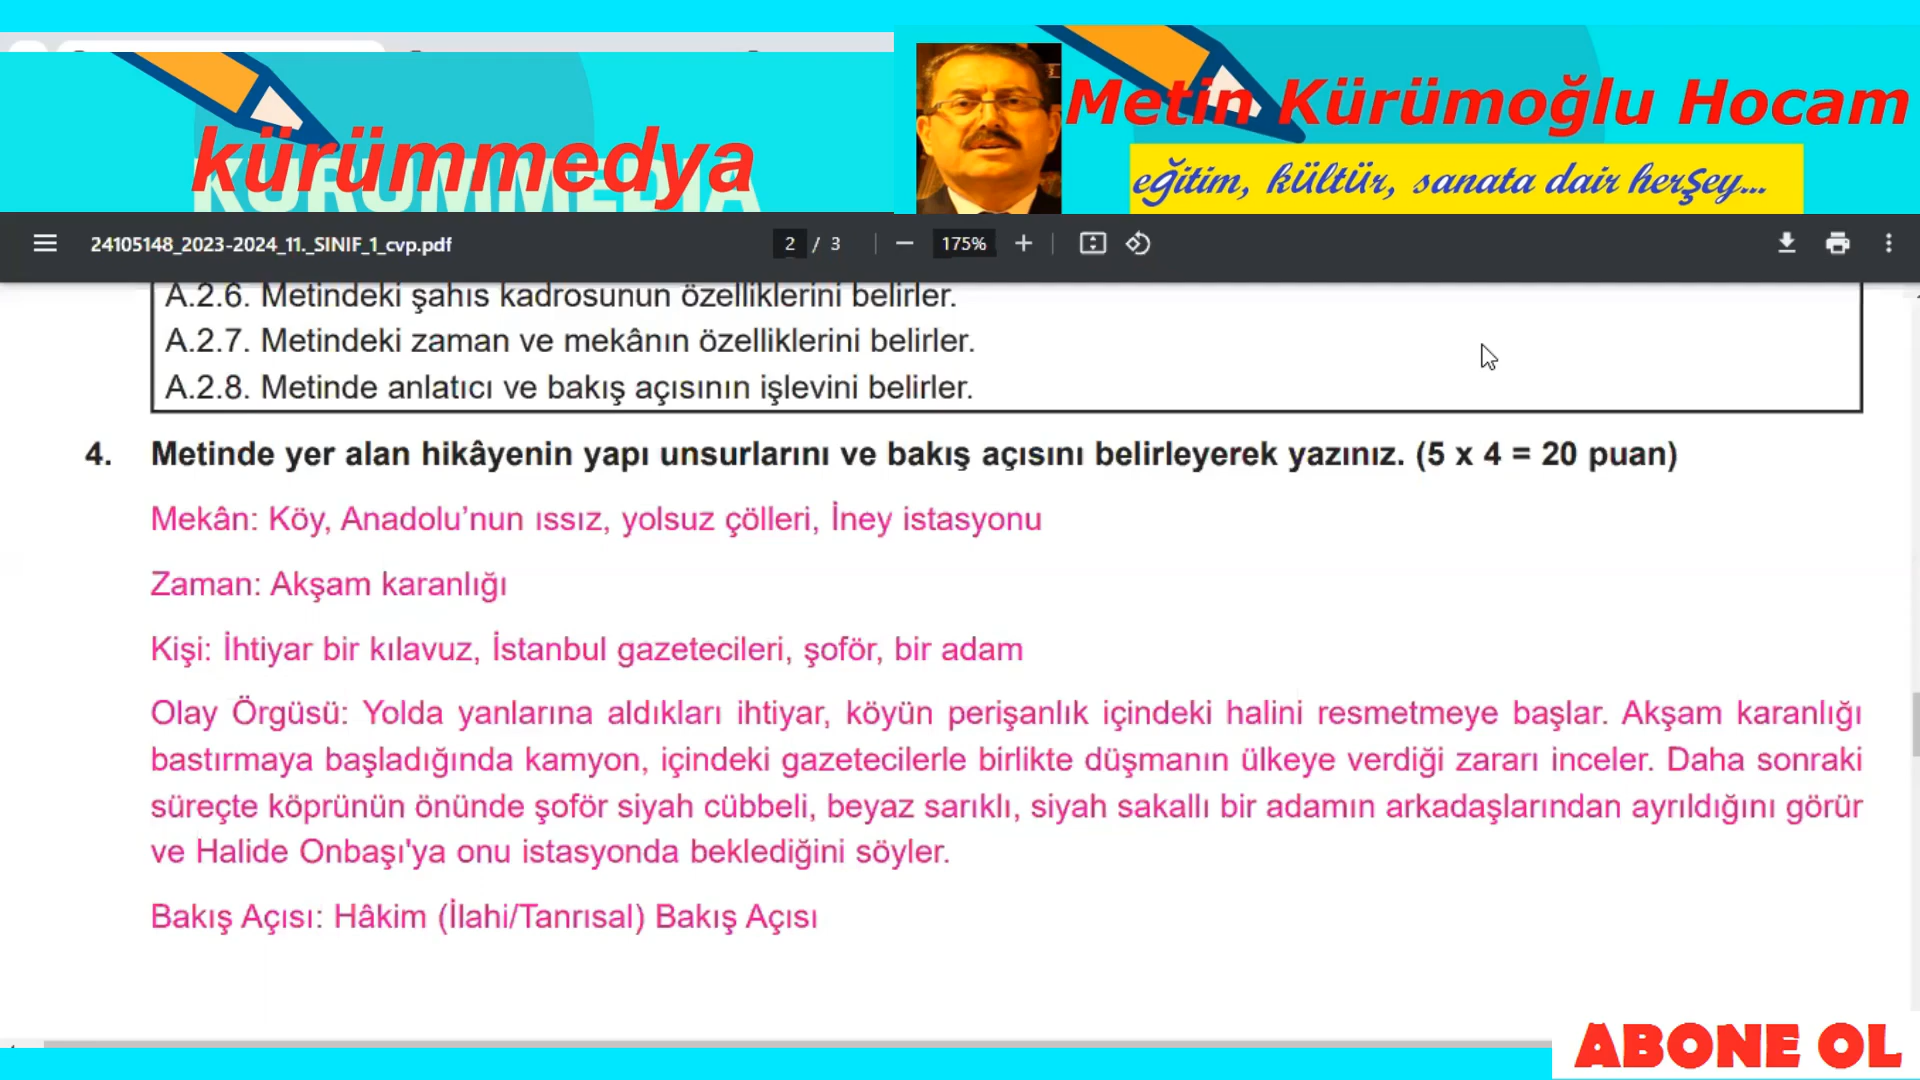 kürümmedya
KURUMMEDIA
Metin Kürümoğlu Hocam
eğitim, kültür, sanata dair herşey...
24105148_2023-2024_11._SINIF_1_cvp.pdf
2 / 3
175%
A.2.6. Metindeki şahıs kadrosunun özelliklerini belirler.
A.2.7. Metindeki zaman ve mekânın özelliklerini belirler.
A.2.8. Metinde anlatıcı ve bakış açısının işlevini belirler.
4. Metinde yer alan hikâyenin yapı unsurlarını ve bakış açısını belirleyerek yazınız. (5 x 4 = 20 puan)
Mekân: Köy, Anadolu’nun ıssız, yolsuz çölleri, İney istasyonu
Zaman: Akşam karanlığı
Kişi: İhtiyar bir kılavuz, İstanbul gazetecileri, şoför, bir adam
Olay Örgüsü: Yolda yanlarına aldıkları ihtiyar, köyün perişanlık içindeki halini resmetmeye başlar. Akşam karanlığı
bastırmaya başladığında kamyon, içindeki gazetecilerle birlikte düşmanın ülkeye verdiği zararı inceler. Daha sonraki
süreçte köprünün önünde şoför siyah cübbeli, beyaz sarıklı, siyah sakallı bir adamın arkadaşlarından ayrıldığını görür
ve Halide Onbaşı'ya onu istasyonda beklediğini söyler.
Bakış Açısı: Hâkim (İlahi/Tanrısal) Bakış Açısı
ABONE OL